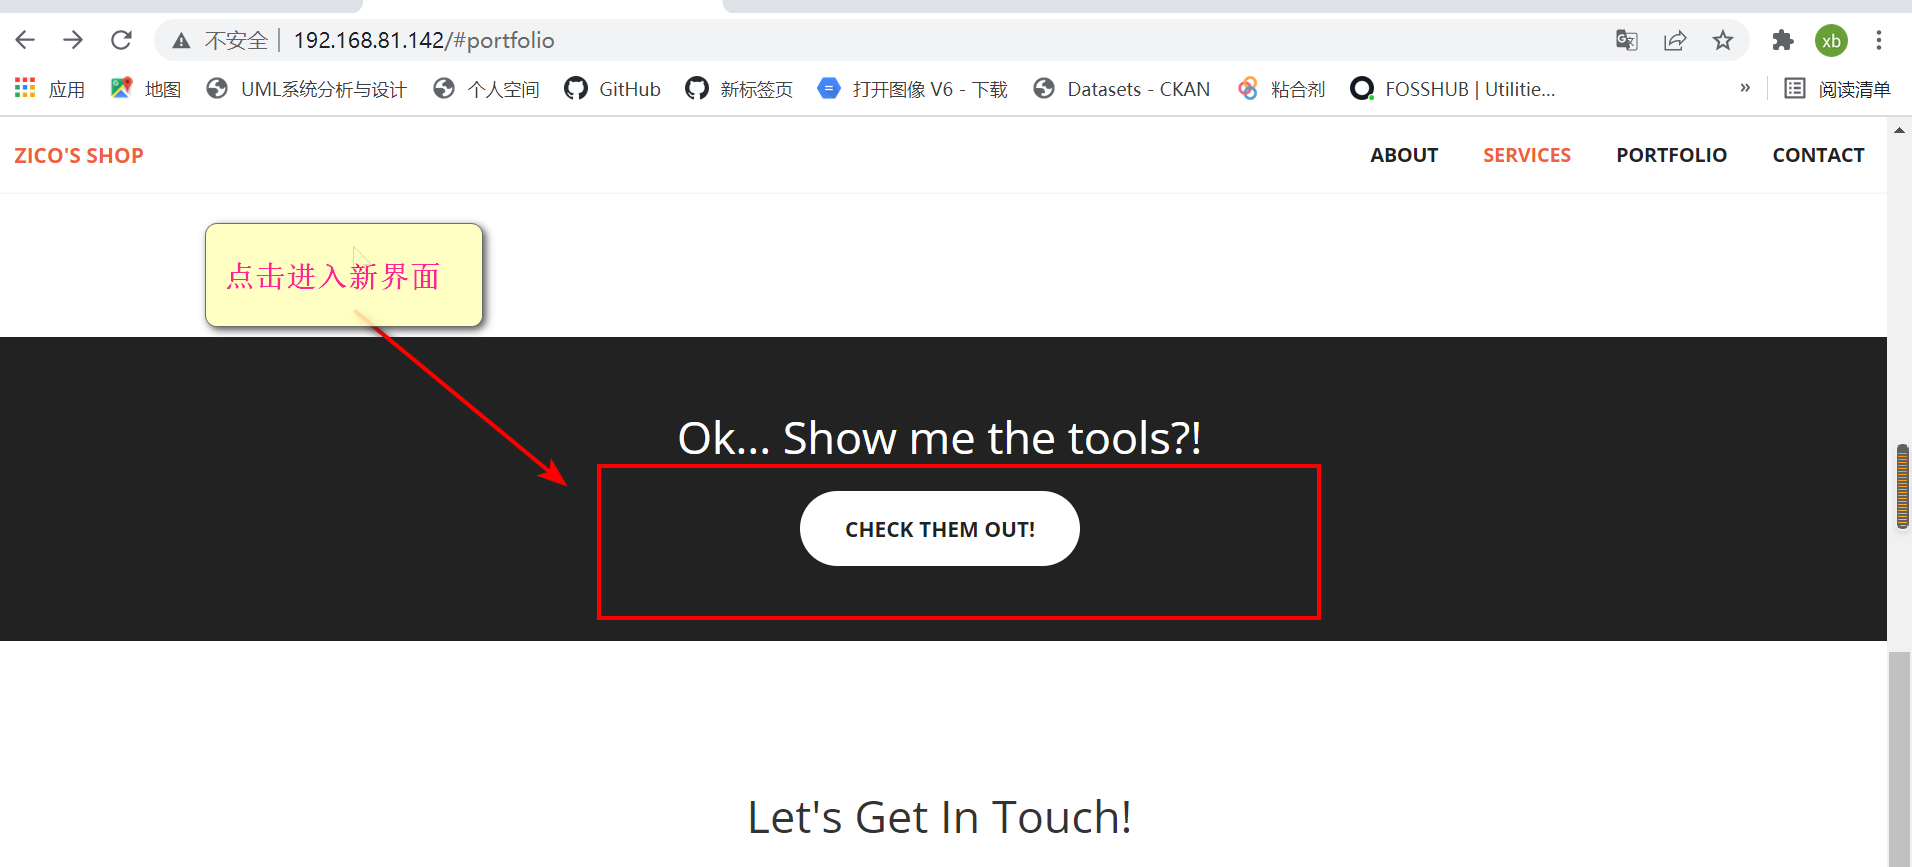 不安全 | 192.168.81.142/#portfolio
xb
应用 地图 UML系统分析与设计 个人空间 GitHub 新标签页 打开图像 V6 - 下载 Datasets - CKAN 粘合剂 FOSSHUB | Utilitie... » 阅读清单
ZICO'S SHOP ABOUT SERVICES PORTFOLIO CONTACT
点击进入新界面
Ok... Show me the tools?!
CHECK THEM OUT!
Let's Get In Touch!